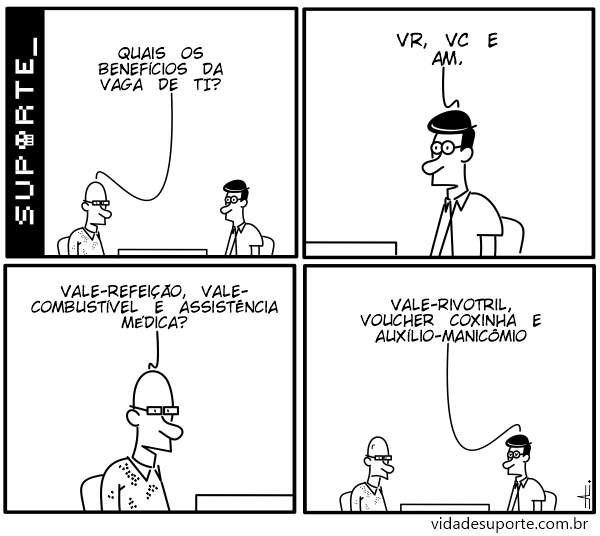 SUPORTE_
QUAIS OS
BENEFÍCIOS DA
VAGA DE TI?
VR, VC E
AM.
VALE-REFEIÇÃO, VALE-
COMBUSTÍVEL E ASSISTÊNCIA
MÉDICA?
VALE-RIVOTRIL,
VOUCHER COXINHA E
AUXÍLIO-MANICÔMIO
vidadesuporte.com.br